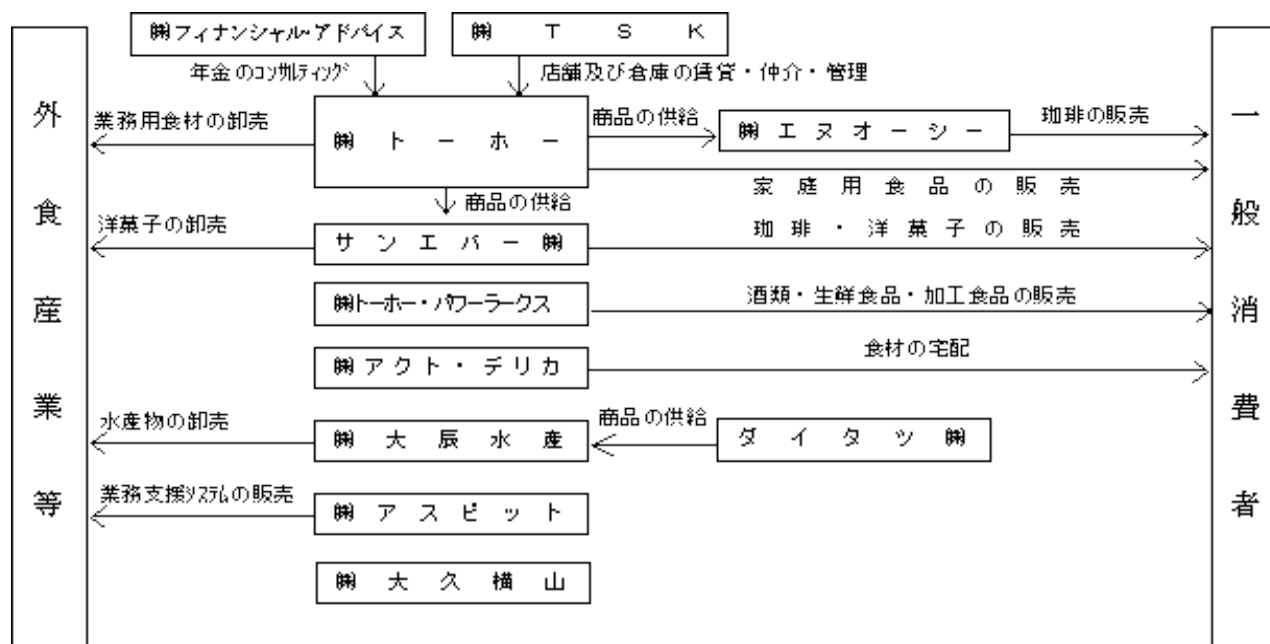 ㈱フィナンシャル・アドバイス
㈱TSK
年金のコンサルティング
店舗及び倉庫の賃貸・仲介・管理
外食産業等
一般消費者
業務用食材の卸売
㈱トーホー
商品の供給
㈱エヌオーシー
珈琲の販売
家庭用食品の販売
商品の供給
洋菓子の卸売
サンエバー㈱
珈琲・洋菓子の販売
㈱トーホー・パワーラークス
酒類・生鮮食品・加工食品の販売
㈱アクト・デリカ
食材の宅配
水産物の卸売
㈱大辰水産
商品の供給
ダイタツ㈱
業務支援システムの販売
㈱アスピット
㈱大久横山